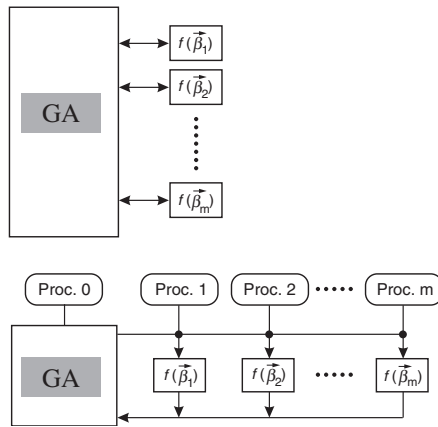 f(β⃗₁)
f(β⃗₂)
GA
f(β⃗ₘ)
Proc. 0 Proc. 1 Proc. 2 ..... Proc. m
GA f(β⃗₁) f(β⃗₂) ..... f(β⃗ₘ)